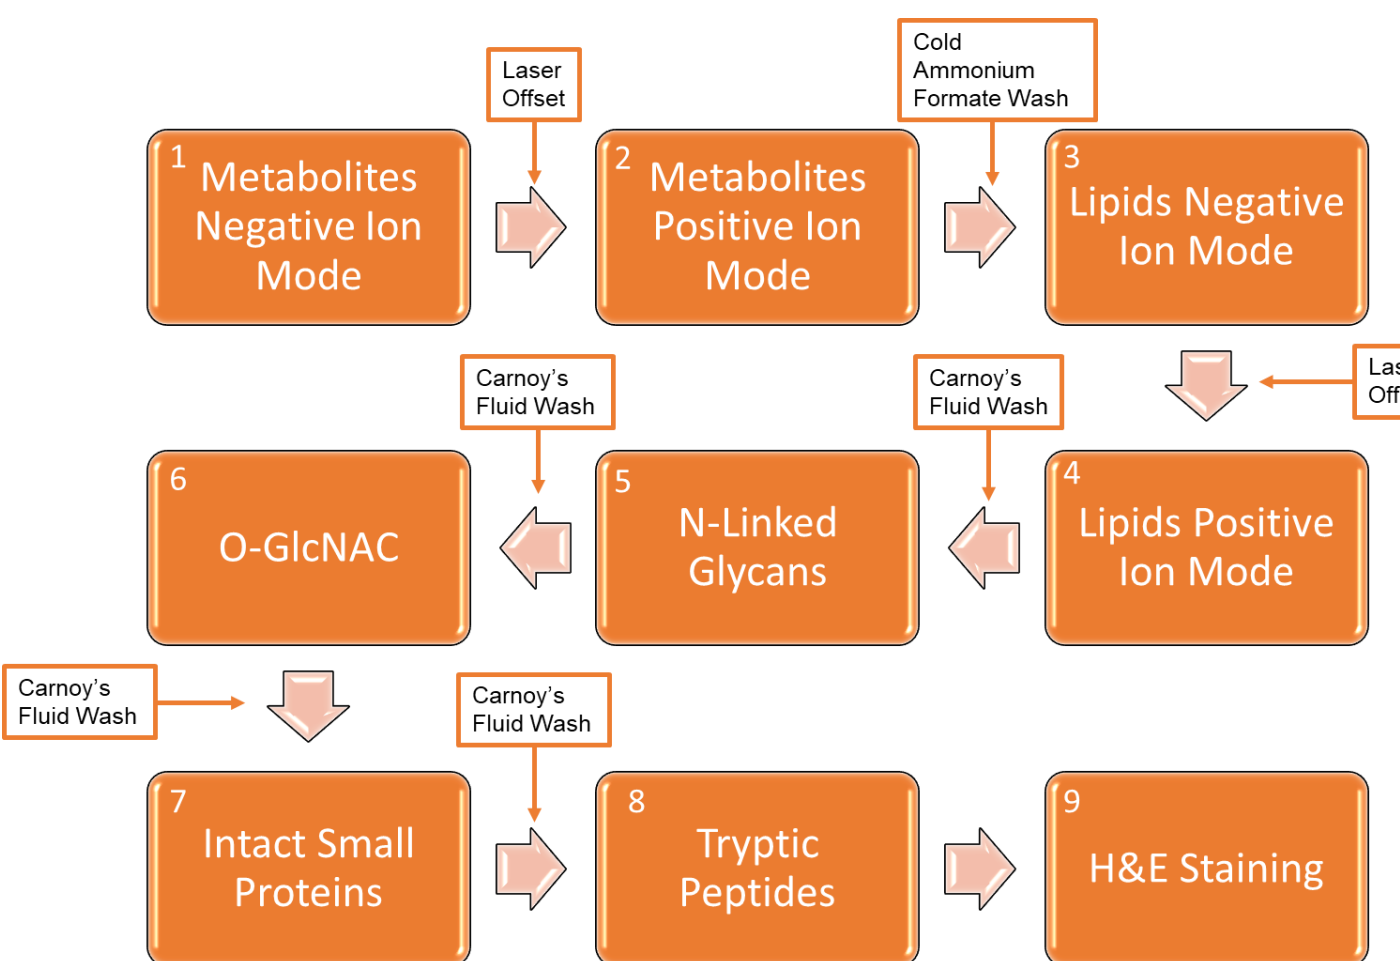 Laser
Offset
Cold
Ammonium
Formate Wash
1
Metabolites
Negative Ion
Mode
2
Metabolites
Positive Ion
Mode
3
Lipids Negative
Ion Mode
Carnoy's
Fluid Wash
Carnoy's
Fluid Wash
6
O-GlcNAC
5
N-Linked
Glycans
4
Lipids Positive
Ion Mode
Carnoy's
Fluid Wash
Carnoy's
Fluid Wash
7
Intact Small
Proteins
8
Tryptic
Peptides
9
H&E Staining